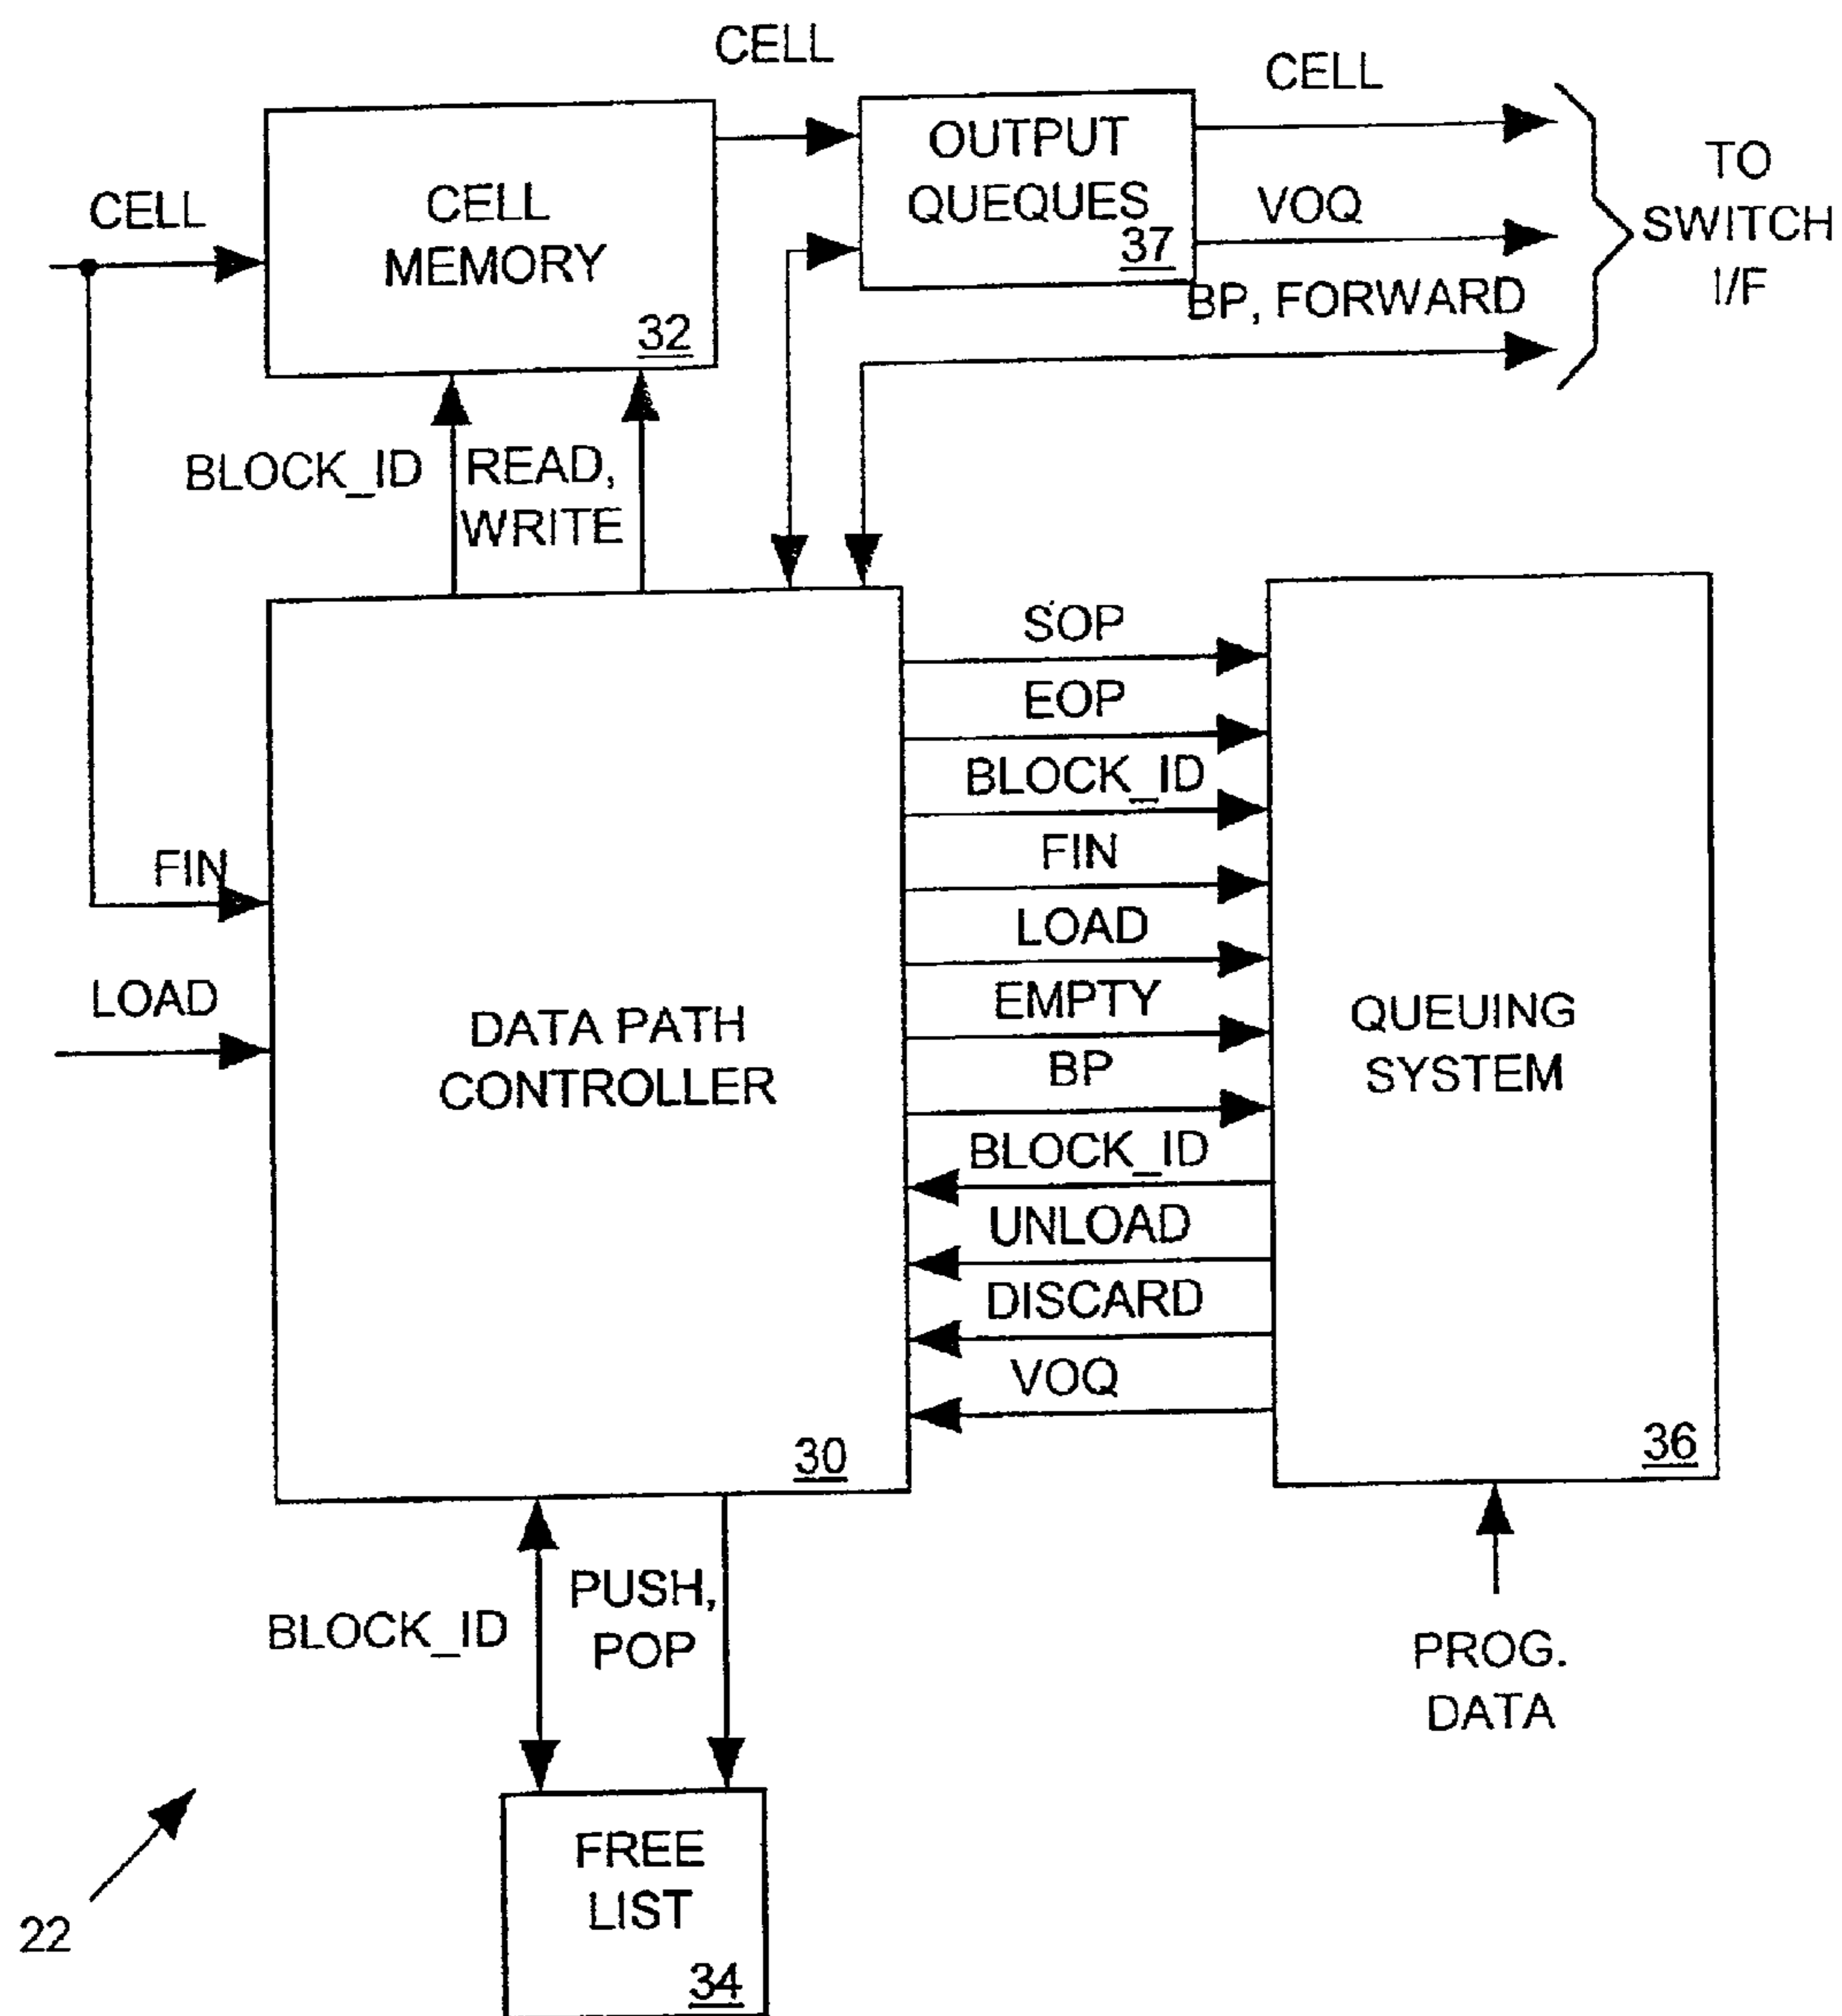 CELL
CELL
CELL
CELL
MEMORY
32
OUTPUT
QUEQUES
37
VOQ
BP, FORWARD
TO
SWITCH
I/F
BLOCK_ID
READ,
WRITE
FIN
LOAD
DATA PATH
CONTROLLER
30
SOP
EOP
BLOCK_ID
FIN
LOAD
EMPTY
BP
BLOCK_ID
UNLOAD
DISCARD
VOQ
QUEUING
SYSTEM
36
BLOCK_ID
PUSH,
POP
PROG.
DATA
FREE
LIST
34
22